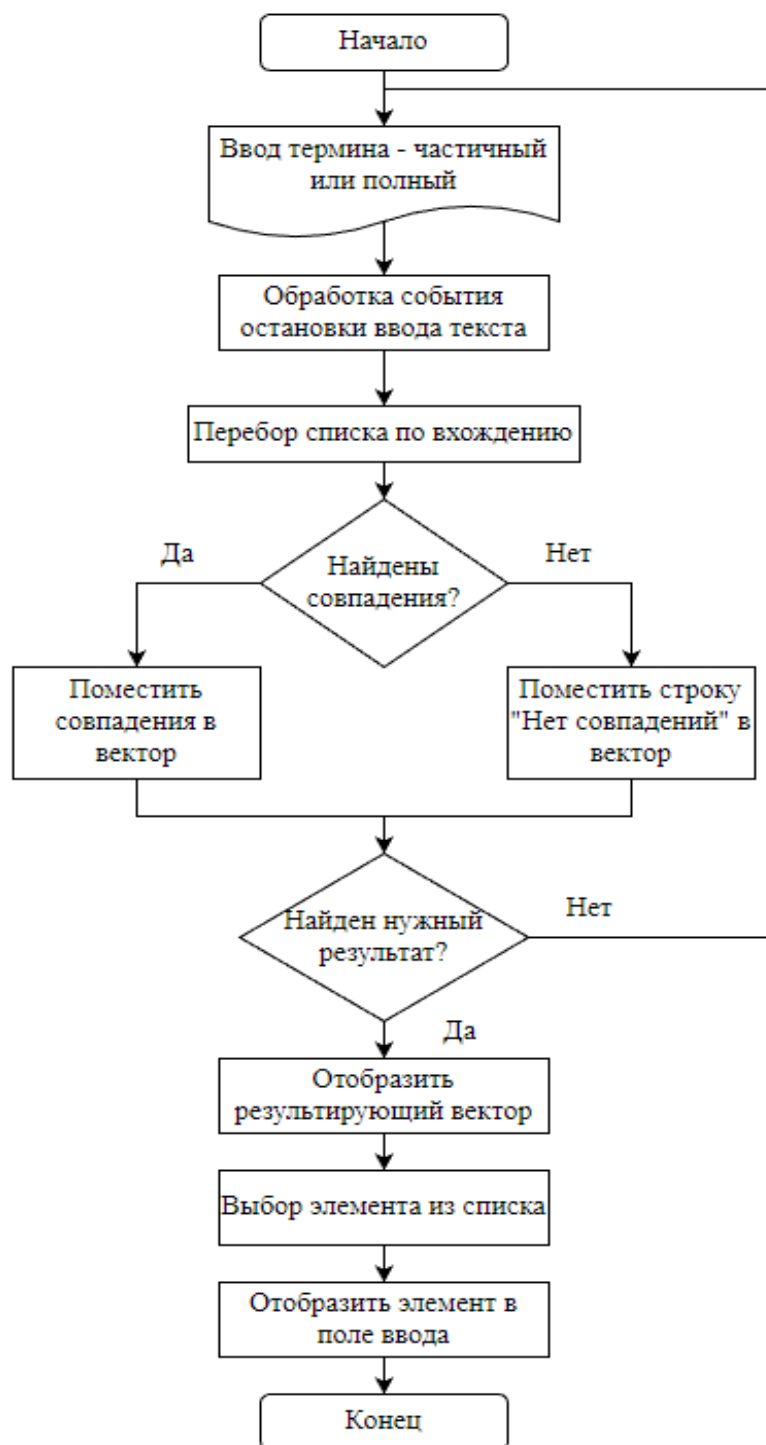 Начало
Ввод термина - частичный
или полный
Обработка события
остановки ввода текста
Перебор списка по вхождению
Да
Нет
Найдены
совпадения?
Поместить
совпадения в
вектор
Поместить строку
"Нет совпадений" в
вектор
Найден нужный
результат?
Нет
Да
Отобразить
результирующий вектор
Выбор элемента из списка
Отобразить элемент в
поле ввода
Конец